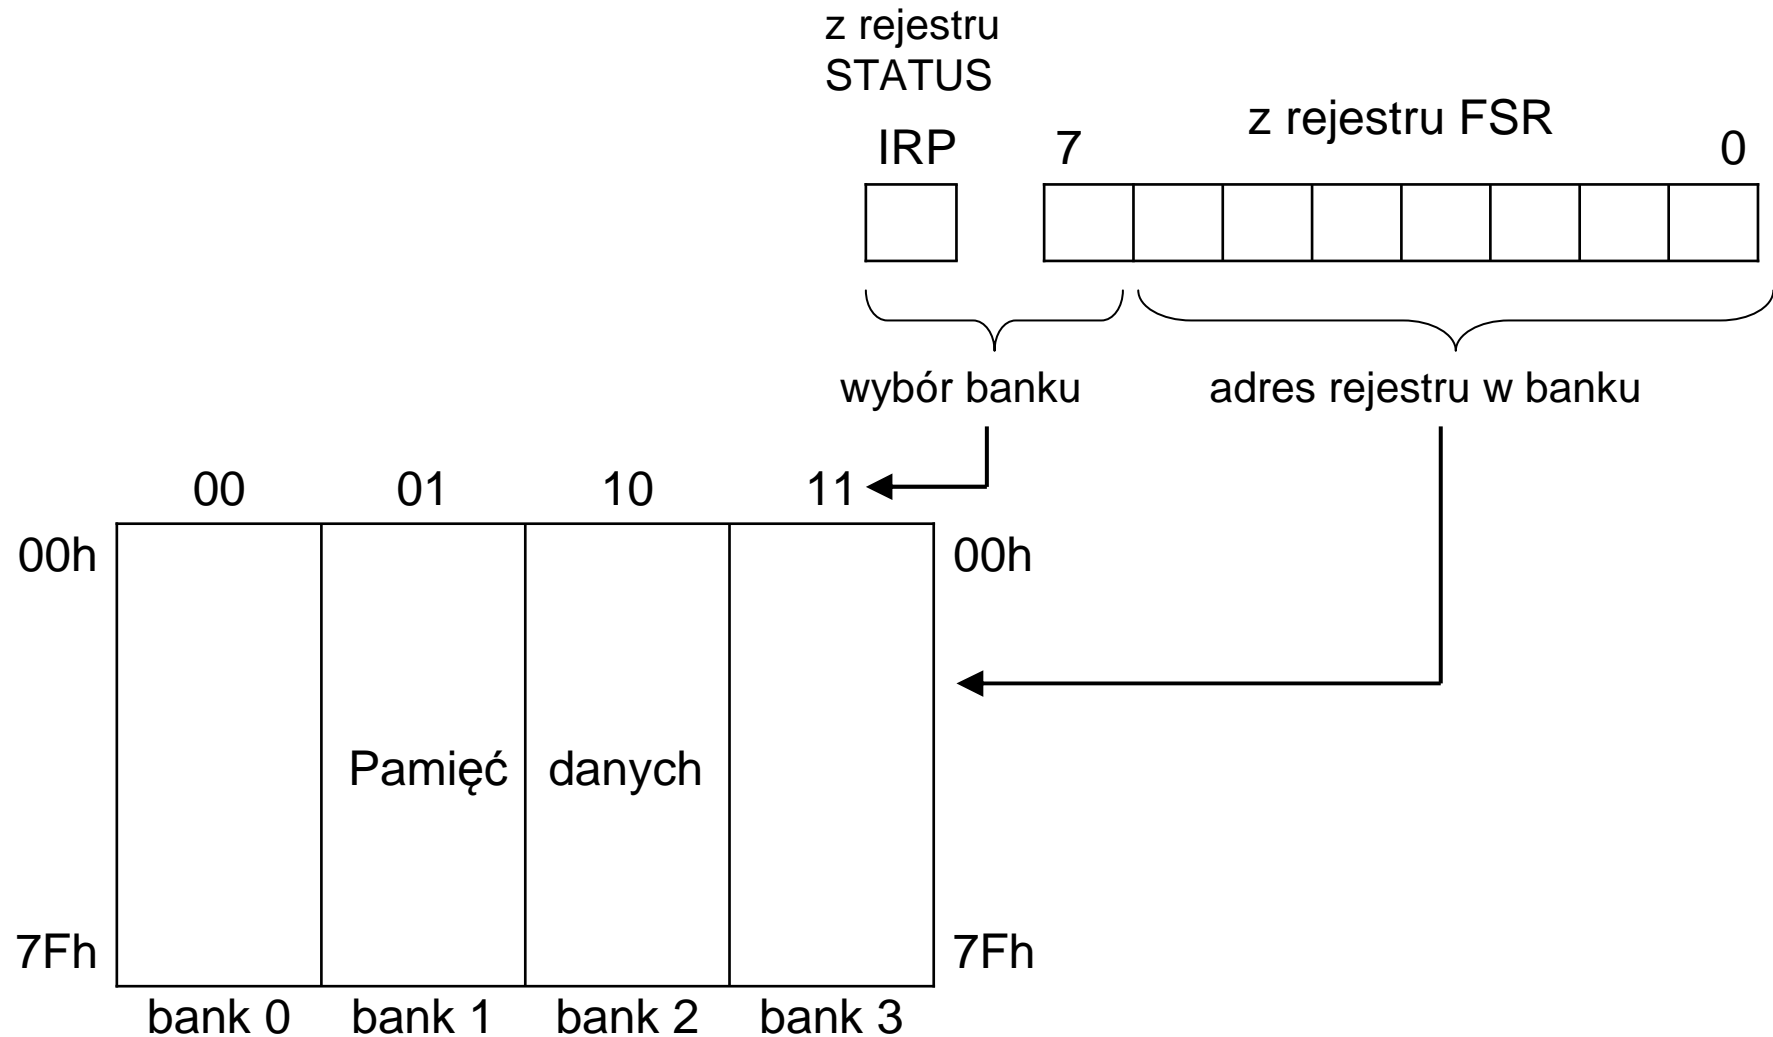 z rejestru
STATUS
z rejestru FSR
IRP 7 0
wybór banku adres rejestru w banku
00 01 10 11
00h 00h
Pamięć danych
7Fh 7Fh
bank 0 bank 1 bank 2 bank 3